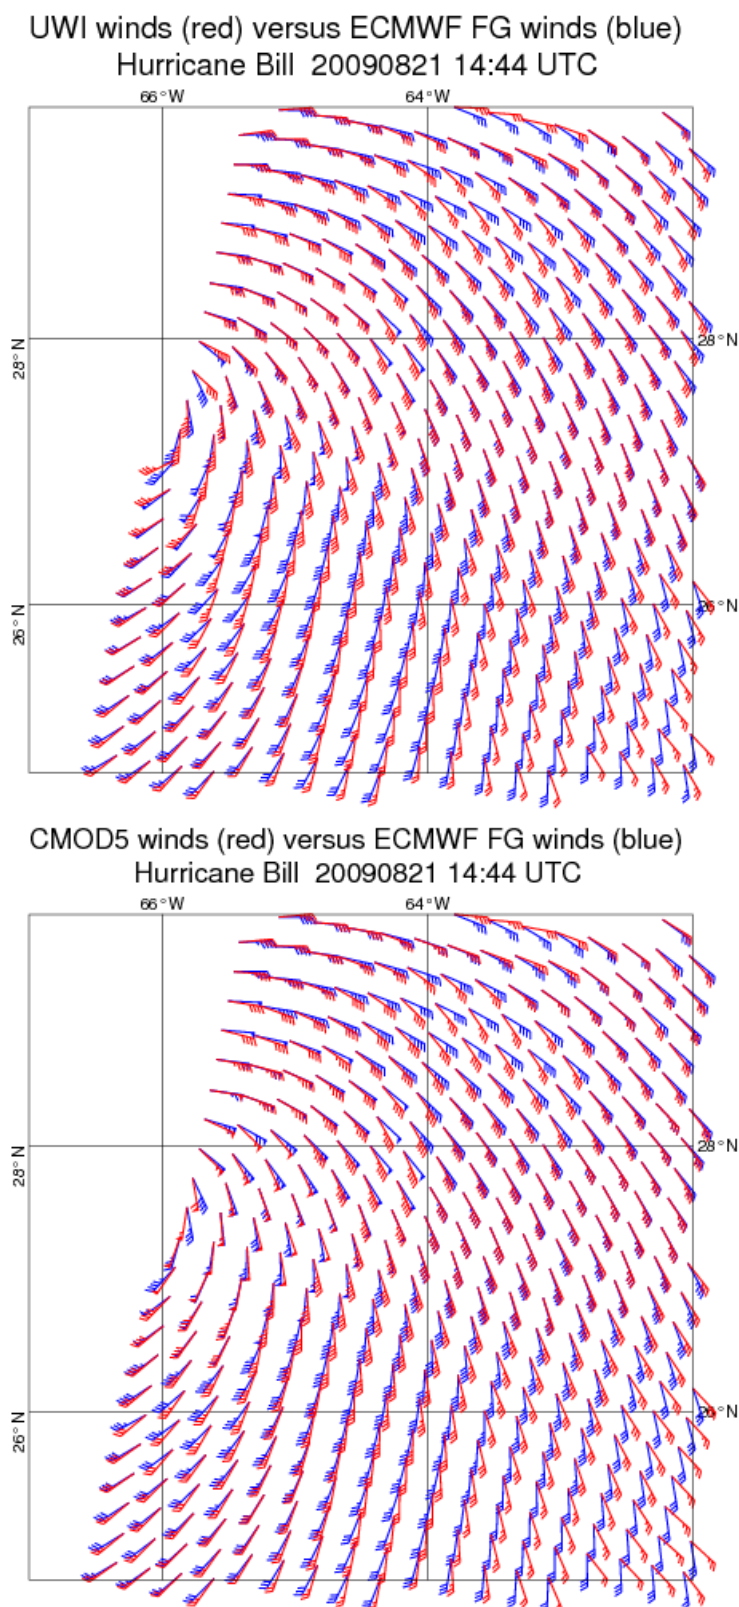 UWI winds (red) versus ECMWF FG winds (blue)
Hurricane Bill  20090821 14:44 UTC
66°W 64°W
28°N 28°N
26°N 26°N
CMOD5 winds (red) versus ECMWF FG winds (blue)
Hurricane Bill  20090821 14:44 UTC
66°W 64°W
28°N 28°N
26°N 26°N